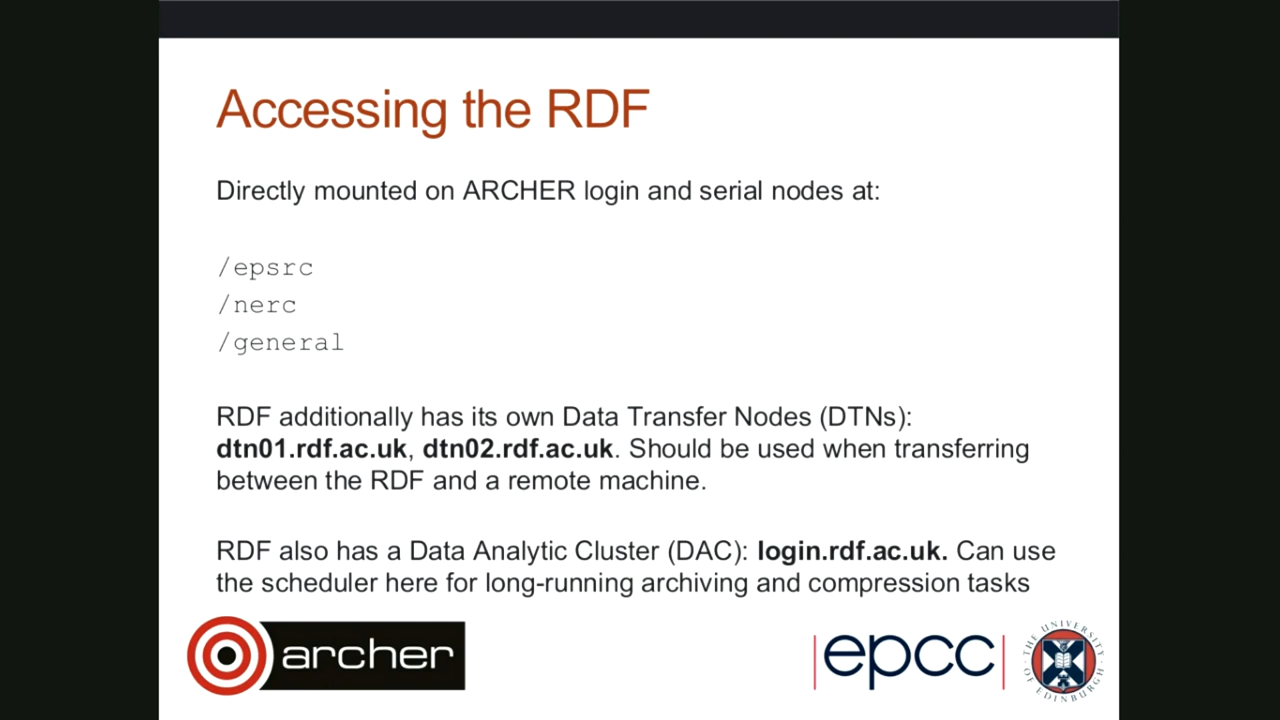 Accessing the RDF
Directly mounted on ARCHER login and serial nodes at:
/epsrc
/nerc
/general
RDF additionally has its own Data Transfer Nodes (DTNs):
dtn01.rdf.ac.uk, dtn02.rdf.ac.uk. Should be used when transferring
between the RDF and a remote machine.
RDF also has a Data Analytic Cluster (DAC): login.rdf.ac.uk. Can use
the scheduler here for long-running archiving and compression tasks
archer
epcc
THE UNIVERSITY OF EDINBURGH